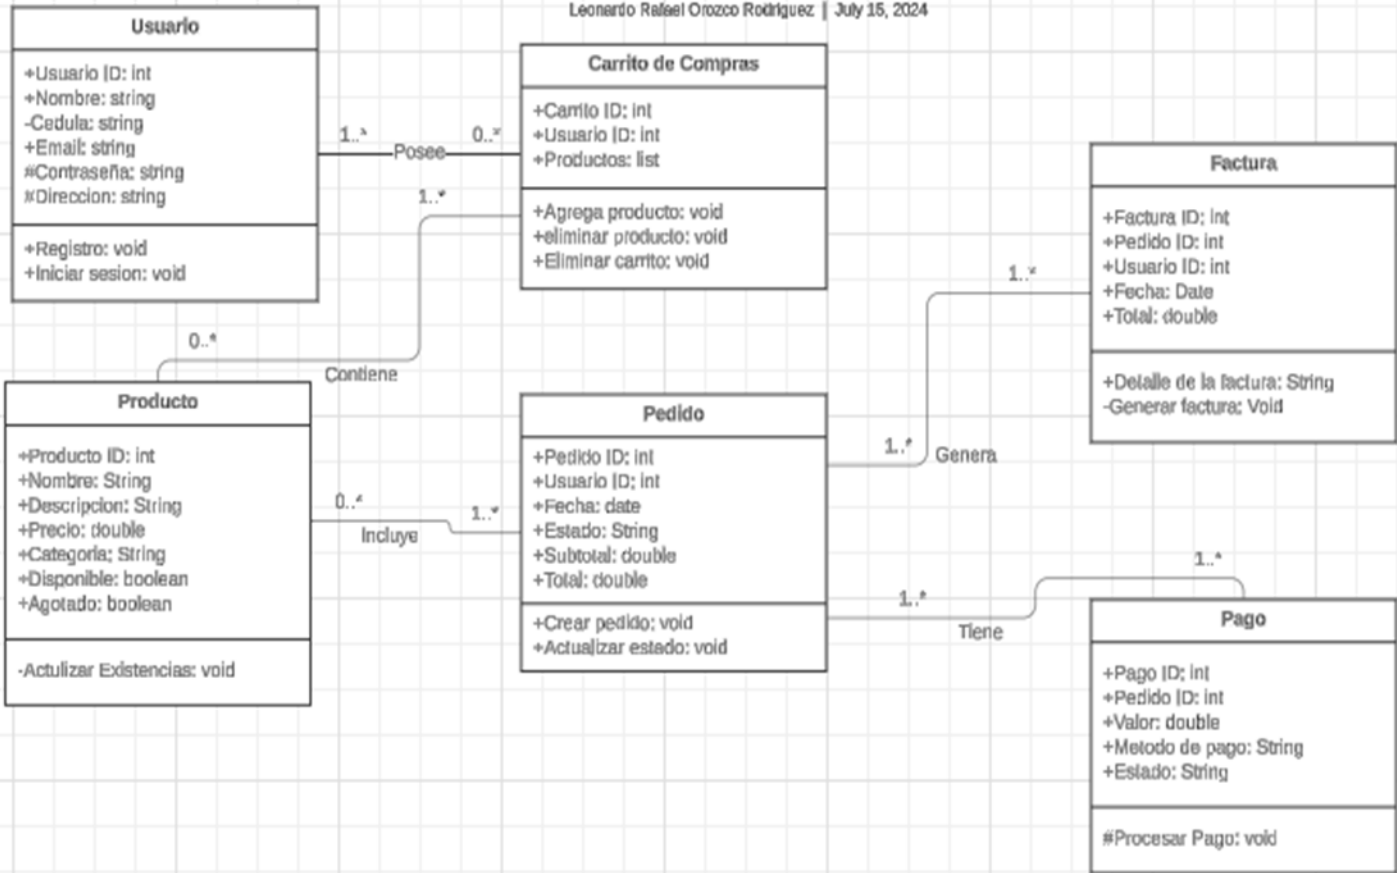 Leonardo Rafael Orozco Rodriguez | July 15, 2024
Usuario
+Usuario ID: int
+Nombre: string
-Cedula: string
+Email: string
#Contraseña: string
#Direccion: string
+Registro: void
+Iniciar sesion: void
1..*
Posee
0..*
Carrito de Compras
+Carrito ID: int
+Usuario ID: int
+Productos: list
+Agrega producto: void
+eliminar producto: void
+Eliminar carrito: void
1..*
0..*
Contiene
Factura
+Factura ID: int
+Pedido ID: int
+Usuario ID: int
+Fecha: Date
+Total: double
+Detalle de la factura: String
-Generar factura: Void
1..*
1..*
Genera
Producto
+Producto ID: int
+Nombre: String
+Descripcion: String
+Precio: double
+Categoria: String
+Disponible: boolean
+Agotado: boolean
-Actulizar Existencias: void
0..*
Incluye
1..*
Pedido
+Pedido ID: int
+Usuario ID: int
+Fecha: date
+Estado: String
+Subtotal: double
+Total: double
+Crear pedido: void
+Actualizar estado: void
1..*
Tiene
1..*
Pago
+Pago ID: int
+Pedido ID: int
+Valor: double
+Metodo de pago: String
+Estado: String
#Procesar Pago: void